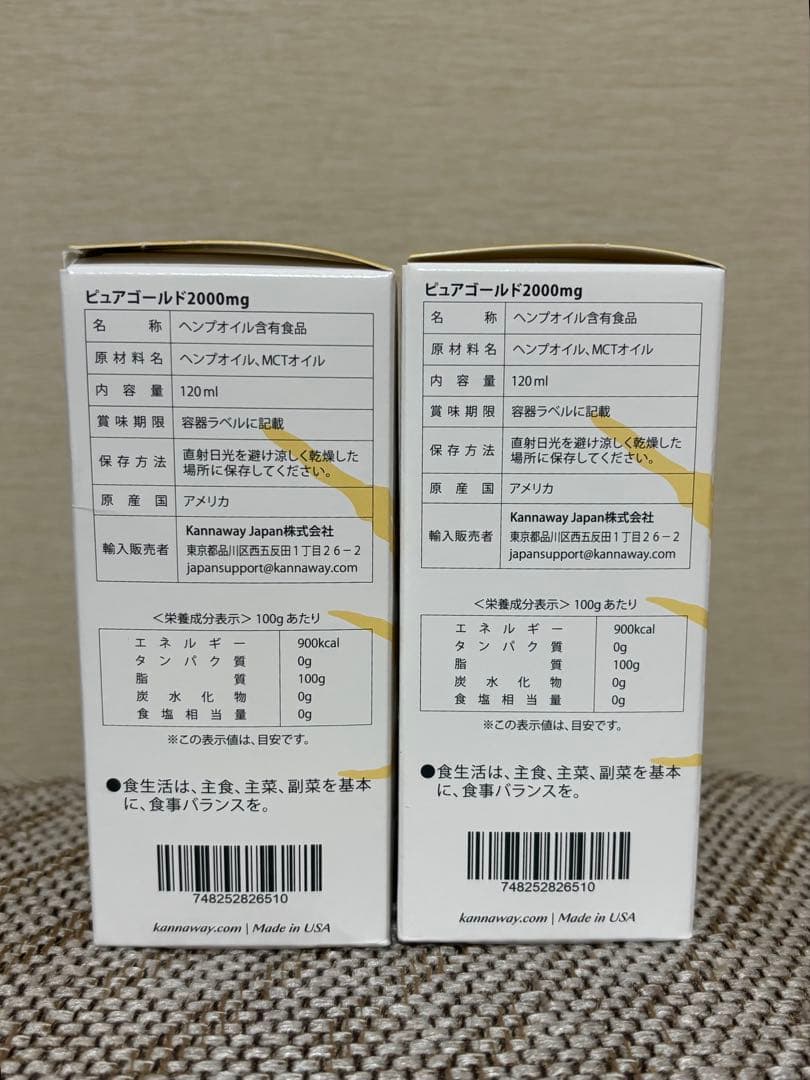 ピュアゴールド2000mg
名称 ヘンプオイル含有食品
原材料名 ヘンプオイル、MCTオイル
内容量 120ml
賞味期限 容器ラベルに記載
保存方法 直射日光を避け涼しく乾燥した
場所に保存してください。
原産国 アメリカ
輸入販売者 Kannaway Japan株式会社
東京都品川区西五反田1丁目26-2
japansupport@kannaway.com
<栄養成分表示> 100gあたり
エネルギー 900kcal
タンパク質 0g
脂質 100g
炭水化物 0g
食塩相当量 0g
※この表示値は、目安です。
●食生活は、主食、主菜、副菜を基本
に、食事バランスを。
748252826510
kannaway.com | Made in USA
ピュアゴールド2000mg
名称 ヘンプオイル含有食品
原材料名 ヘンプオイル、MCTオイル
内容量 120ml
賞味期限 容器ラベルに記載
保存方法 直射日光を避け涼しく乾燥した
場所に保存してください。
原産国 アメリカ
輸入販売者 Kannaway Japan株式会社
東京都品川区西五反田1丁目26-2
japansupport@kannaway.com
<栄養成分表示> 100gあたり
エネルギー 900kcal
タンパク質 0g
脂質 100g
炭水化物 0g
食塩相当量 0g
※この表示値は、目安です。
●食生活は、主食、主菜、副菜を基本
に、食事バランスを。
748252826510
kannaway.com | Made in USA